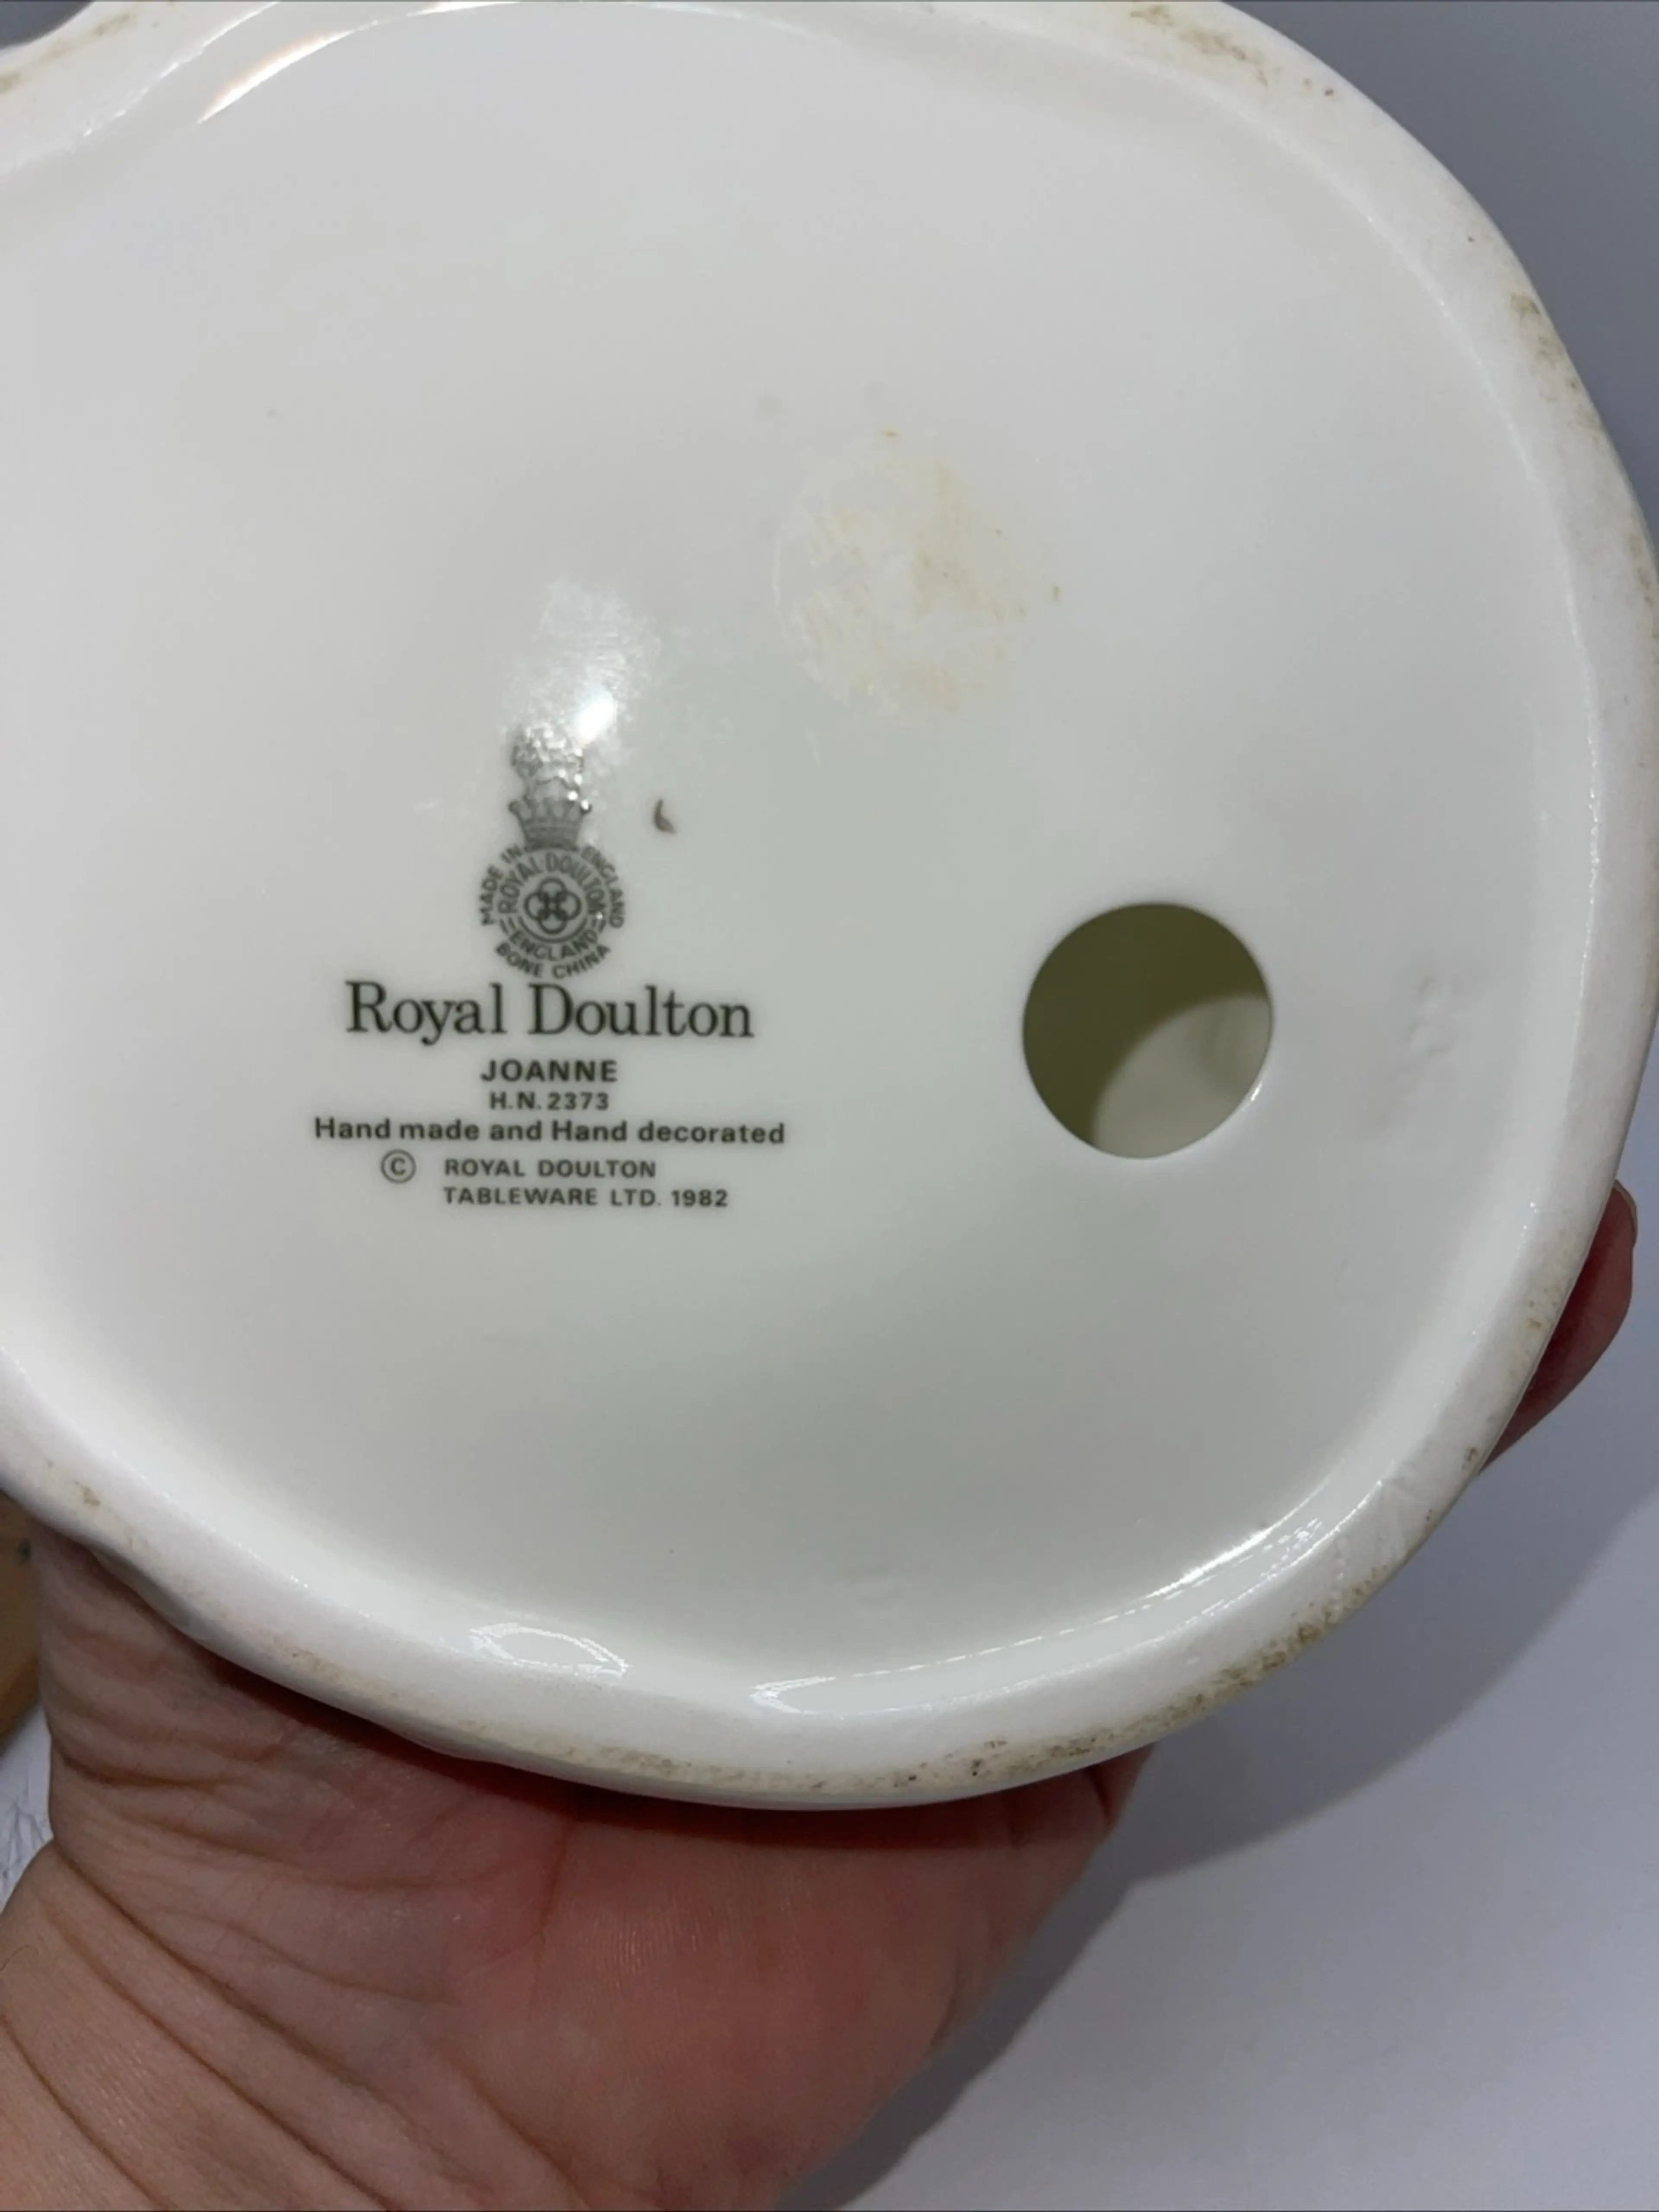 MADE IN ENGLAND
ROYAL DOULTON
ENGLAND
BONE CHINA
Royal Doulton
JOANNE
H.N. 2373
Hand made and Hand decorated
© ROYAL DOULTON
TABLEWARE LTD. 1982